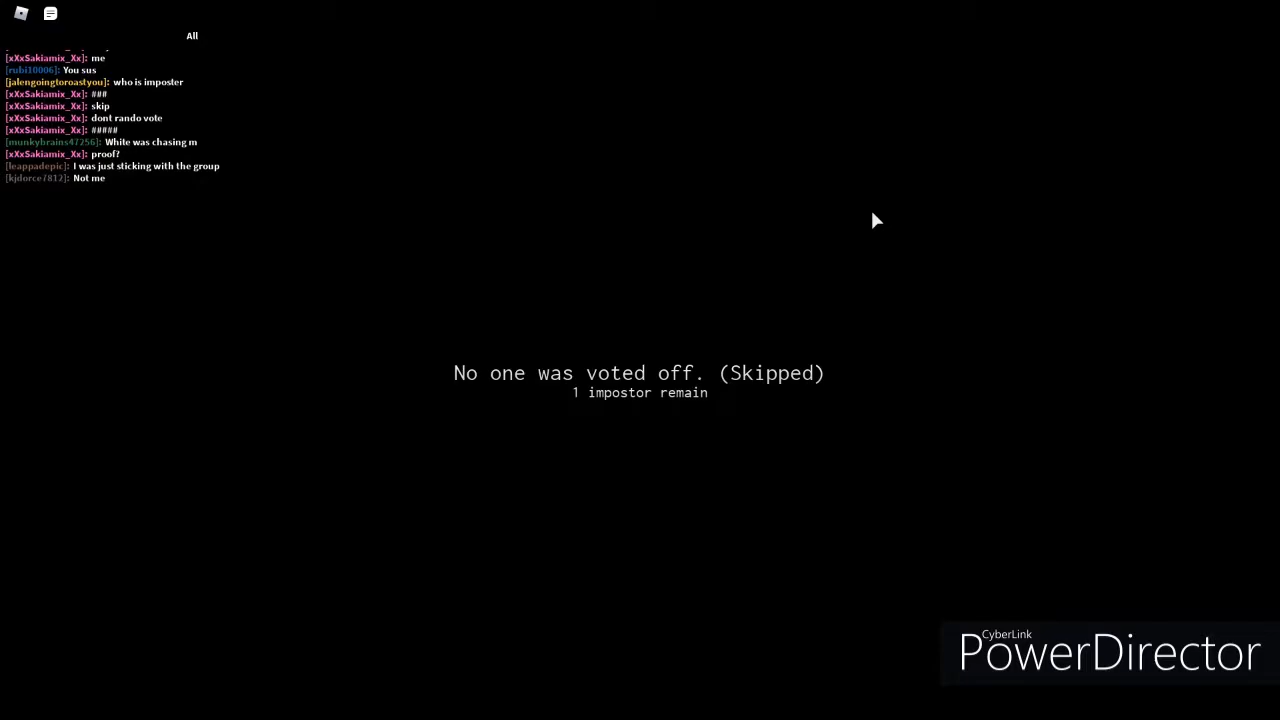 All
[xXxSakiamix_Xx]: me
[rubi10006]: You sus
[jalengoingtoroastyou]: who is imposter
[xXxSakiamix_Xx]: ###
[xXxSakiamix_Xx]: skip
[xXxSakiamix_Xx]: dont rando vote
[xXxSakiamix_Xx]: #####
[munkybrains47256]: White was chasing m
[xXxSakiamix_Xx]: proof?
[leappadepic]: I was just sticking with the group
[kjdorce7812]: Not me
No one was voted off. (Skipped)
1 impostor remain
CyberLink
PowerDirector